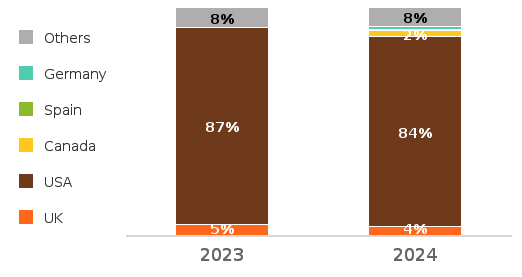 Others
Germany
Spain
Canada
USA
UK
8%
87%
5%
8%
2%
84%
4%
2023
2024